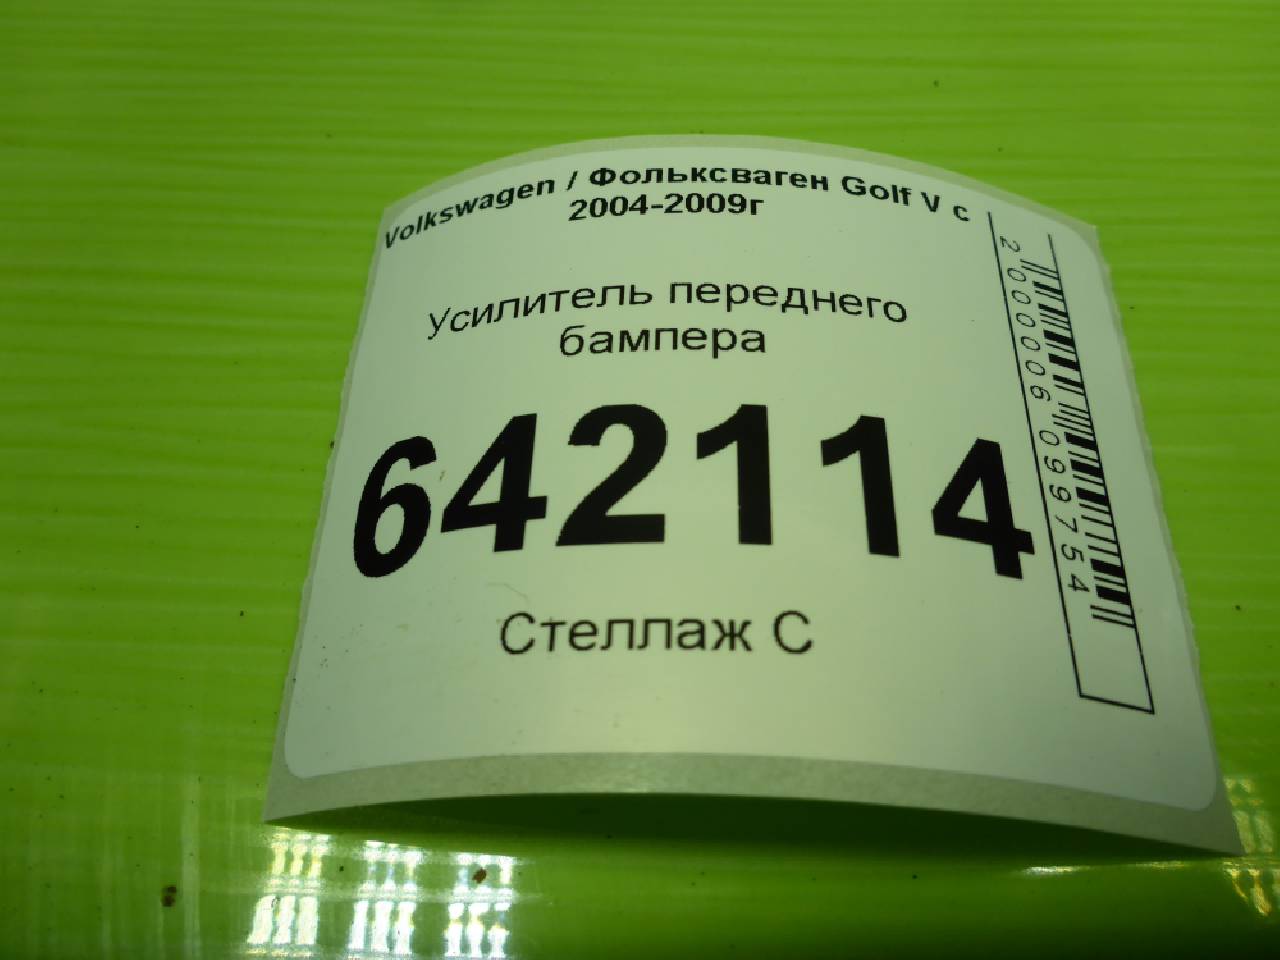 Volkswagen / Фольксваген Golf V с
2004-2009г
Усилитель переднего
бампера
642114
Стеллаж С
2000006099754